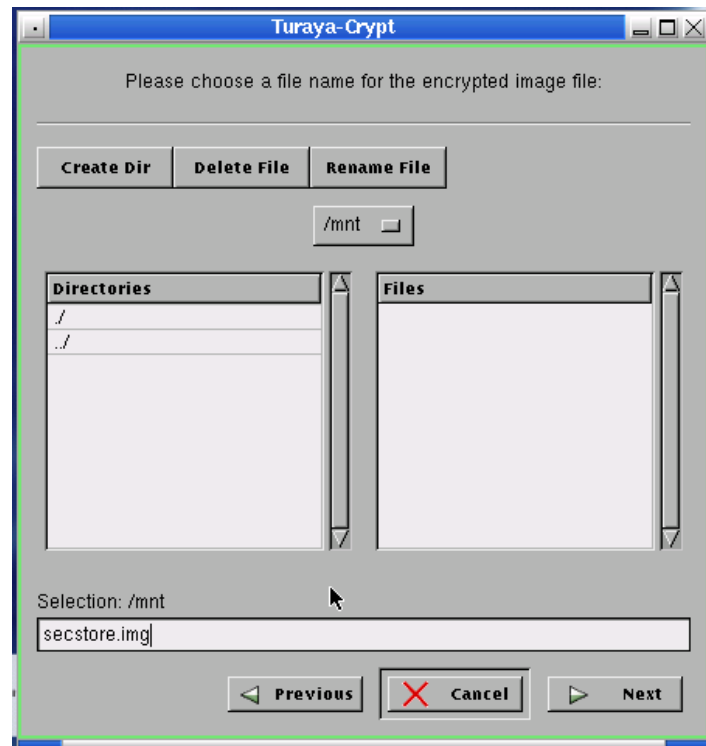 Turaya-Crypt
Please choose a file name for the encrypted image file:
Create Dir Delete File Rename File
/mnt
Directories Files
./
../
Selection: /mnt
secstore.img
Previous Cancel Next